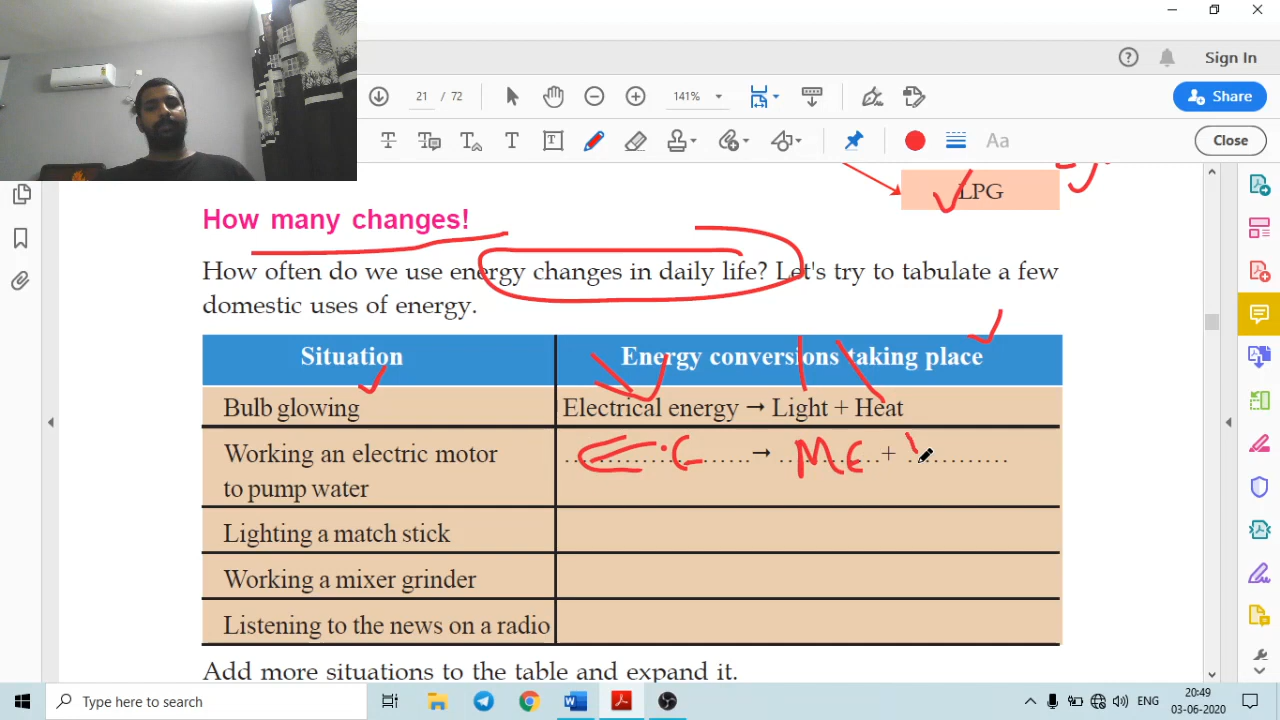 ? Sign In
21 / 72
141%
Share
T T T T
Aa
Close
LPG
How many changes!
How often do we use energy changes in daily life? Let's try to tabulate a few
domestic uses of energy.
Situation Energy conversions taking place
Bulb glowing Electrical energy → Light + Heat
Working an electric motor
to pump water
.................................. → ME + ..................
Lighting a match stick
Working a mixer grinder
Listening to the news on a radio
Add more situations to the table and expand it.
Type here to search
ENG
20:49
03-06-2020